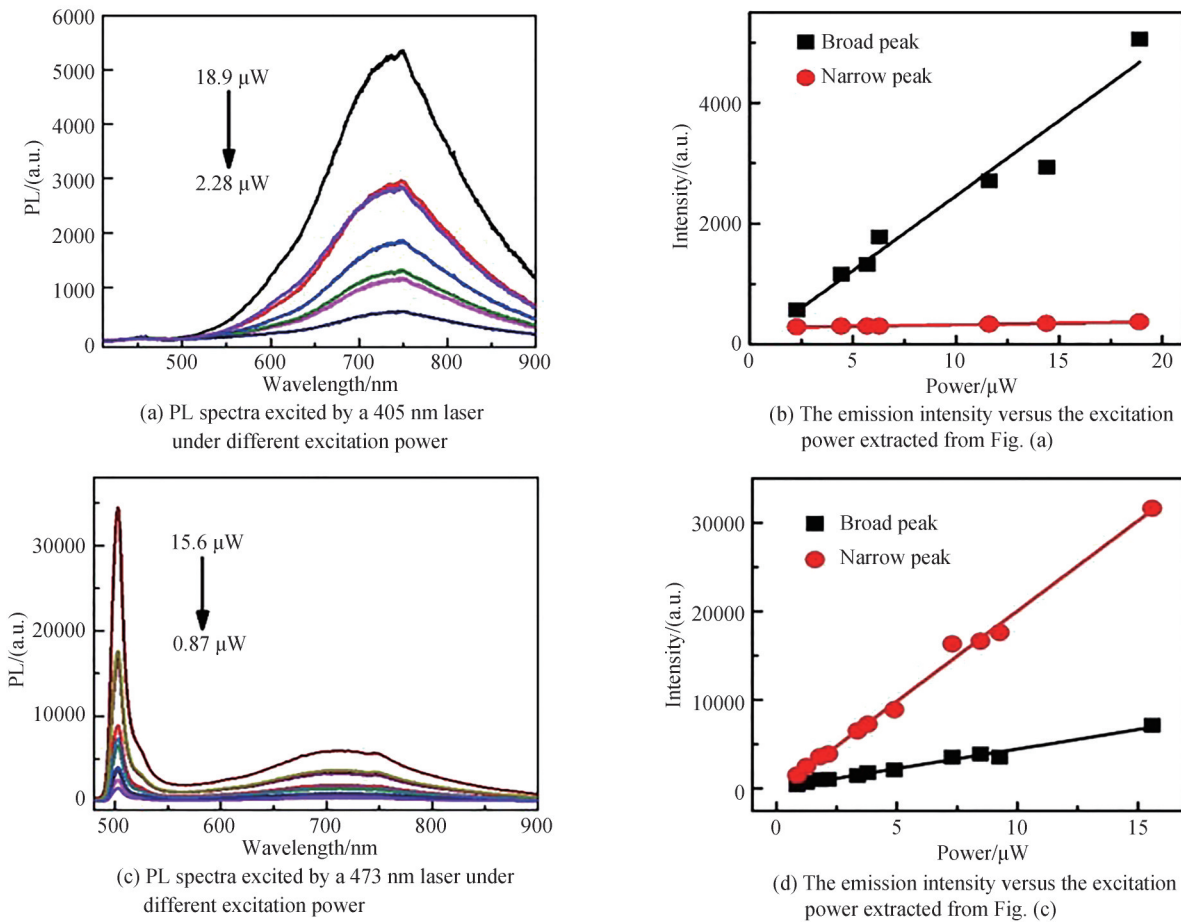 6000
5000
4000
3000
2000
1000
0
PL/(a.u.)
18.9 μW
2.28 μW
500
600
700
800
900
Wavelength/nm
(a) PL spectra excited by a 405 nm laser
under different excitation power
4000
2000
0
Intensity/(a.u.)
Broad peak
Narrow peak
0
5
10
15
20
Power/μW
(b) The emission intensity versus the excitation
power extracted from Fig. (a)
30000
20000
10000
0
PL/(a.u.)
15.6 μW
0.87 μW
500
600
700
800
900
Wavelength/nm
(c) PL spectra excited by a 473 nm laser under
different excitation power
30000
20000
10000
0
Intensity/(a.u.)
Broad peak
Narrow peak
0
5
10
15
Power/μW
(d) The emission intensity versus the excitation
power extracted from Fig. (c)